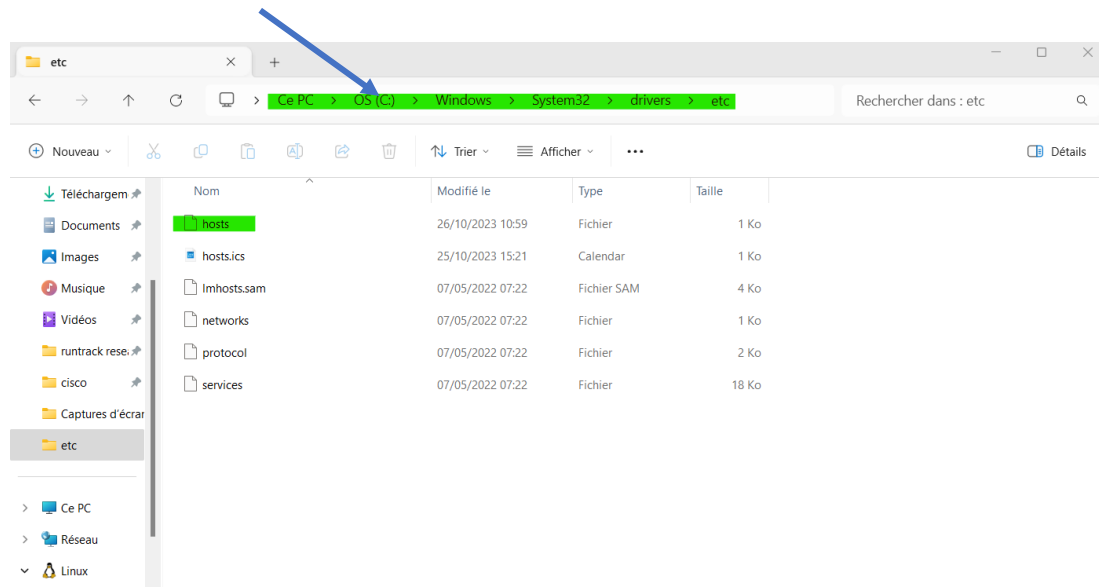 etc
Ce PC > OS (C:) > Windows > System32 > drivers > etc
Rechercher dans : etc
Nouveau
Trier
Afficher
Détails
Nom Modifié le Type Taille
hosts 26/10/2023 10:59 Fichier 1 Ko
hosts.ics 25/10/2023 15:21 Calendar 1 Ko
lmhosts.sam 07/05/2022 07:22 Fichier SAM 4 Ko
networks 07/05/2022 07:22 Fichier 1 Ko
protocol 07/05/2022 07:22 Fichier 2 Ko
services 07/05/2022 07:22 Fichier 18 Ko
Téléchargem
Documents
Images
Musique
Vidéos
runtrack rese
cisco
Captures d'écrar
etc
Ce PC
Réseau
Linux